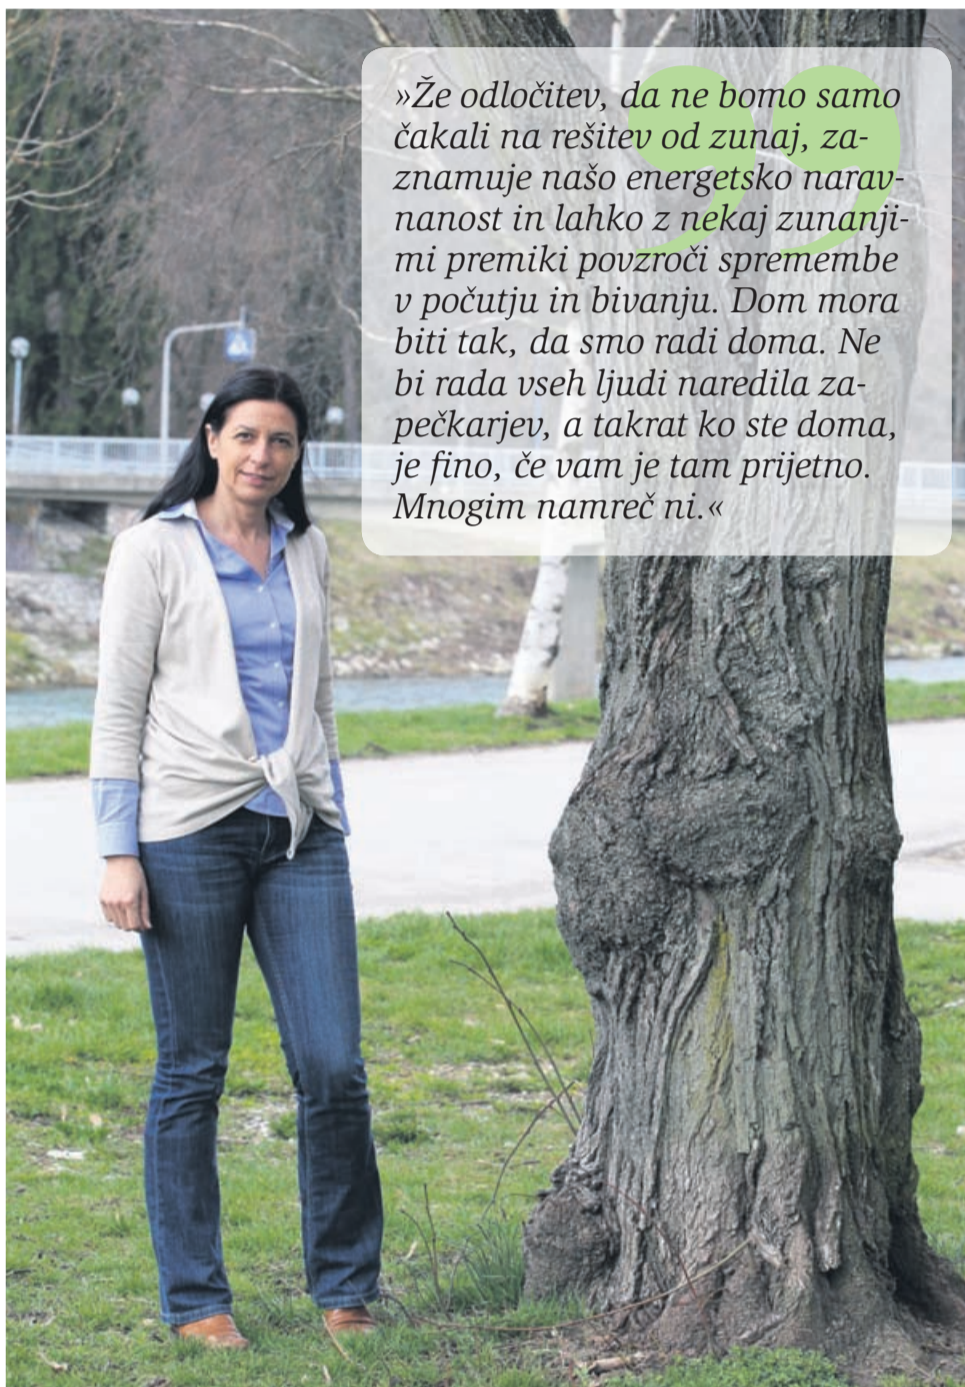 »Že odločitev, da ne bomo samo
čakali na rešitev od zunaj, za-
znamuje našo energetsko narav-
nanost in lahko z nekaj zunanji-
mi premiki povzroči spremembe
v počutju in bivanju. Dom mora
biti tak, da smo radi doma. Ne
bi rada vseh ljudi naredila za-
pečkarjev, a takrat ko ste doma,
je fino, če vam je tam prijetno.
Mnogim namreč ni.«